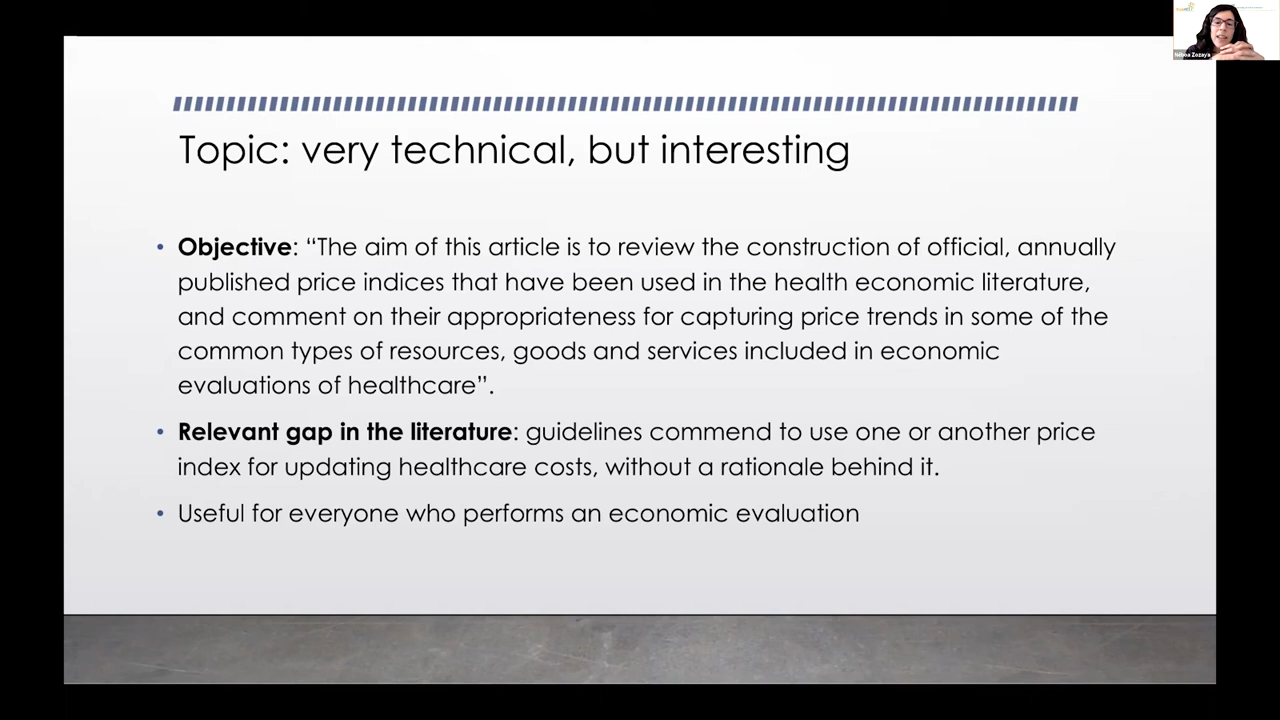 Topic: very technical, but interesting
• Objective: “The aim of this article is to review the construction of official, annually
published price indices that have been used in the health economic literature,
and comment on their appropriateness for capturing price trends in some of the
common types of resources, goods and services included in economic
evaluations of healthcare”.
• Relevant gap in the literature: guidelines commend to use one or another price
index for updating healthcare costs, without a rationale behind it.
• Useful for everyone who performs an economic evaluation
Zozaya